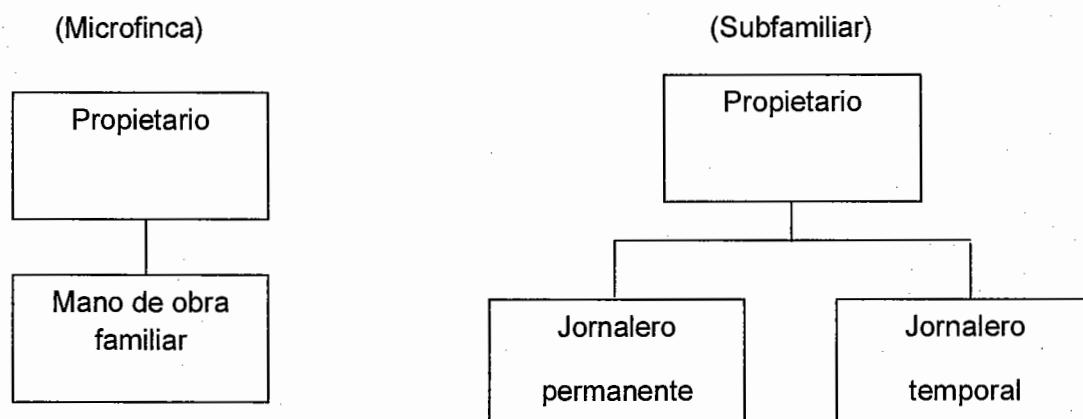 (Microfinca)
Propietario
Mano de obra
familiar
(Subfamiliar)
Propietario
Jornalero
permanente
Jornalero
temporal